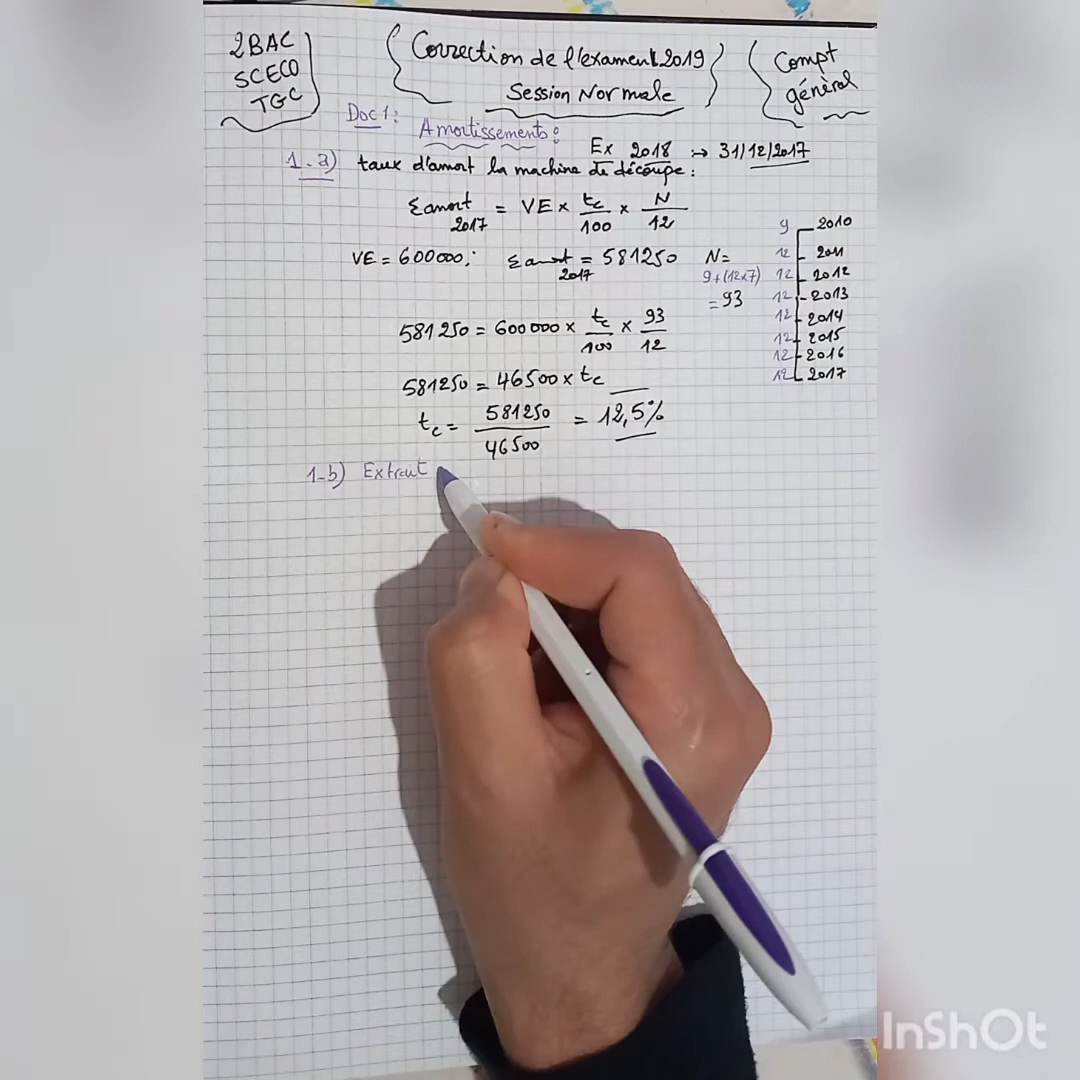 2BAC
SCECO
TGC
Correction de l'examen 2019
Session Normale
Compt
général
Doc 1:
Amortissements:
Ex 2018 → 31/12/2017
1-a) taux d'amort la machine de découpe:
Σamort 2017 = VE × tc/100 × N/12
VE = 600000; Σamort 2017 = 581250 N =
9+(12×7)
= 93
9 2010
12 2011
12 2012
12 2013
12 2014
12 2015
12 2016
12 2017
581250 = 600000 × tc/100 × 93/12
581250 = 46500 × tc
tc = 581250/46500 = 12,5%
1-b) Extrait
InShOt